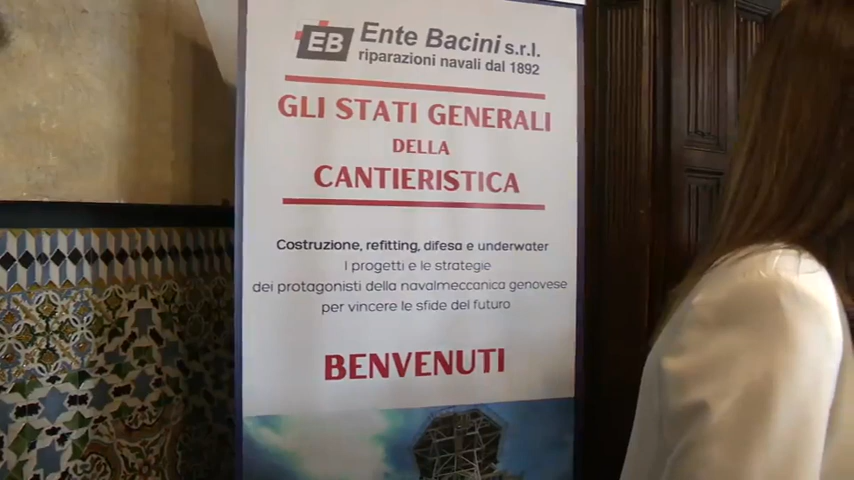 EB Ente Bacini s.r.l.
riparazioni navali dal 1892
GLI STATI GENERALI
DELLA
CANTIERISTICA
Costruzione, refitting, difesa e underwater
I progetti e le strategie
dei protagonisti della navalmeccanica genovese
per vincere le sfide del futuro
BENVENUTI